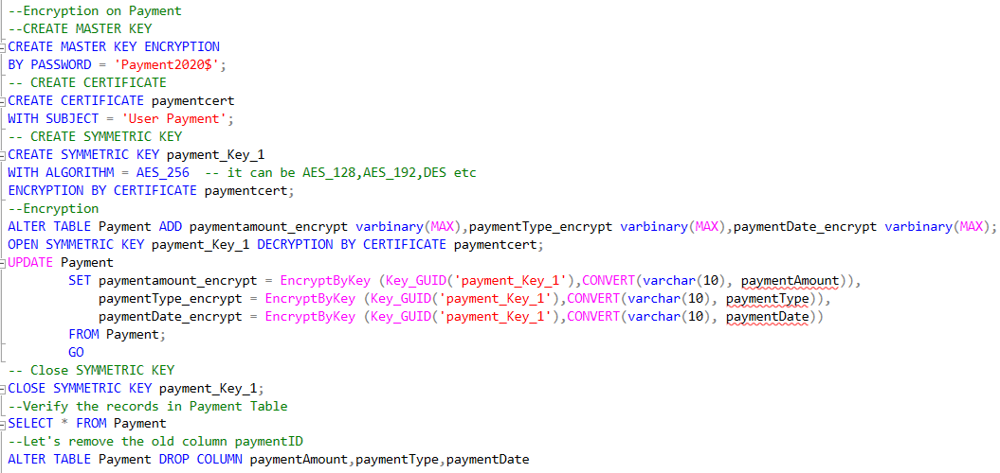 --Encryption on Payment
--CREATE MASTER KEY
CREATE MASTER KEY ENCRYPTION
BY PASSWORD = 'Payment2020$';
-- CREATE CERTIFICATE
CREATE CERTIFICATE paymentcert
WITH SUBJECT = 'User Payment';
-- CREATE SYMMETRIC KEY
CREATE SYMMETRIC KEY payment_Key_1
WITH ALGORITHM = AES_256  -- it can be AES_128,AES_192,DES etc
ENCRYPTION BY CERTIFICATE paymentcert;
--Encryption
ALTER TABLE Payment ADD paymentamount_encrypt varbinary(MAX),paymentType_encrypt varbinary(MAX),paymentDate_encrypt varbinary(MAX);
OPEN SYMMETRIC KEY payment_Key_1 DECRYPTION BY CERTIFICATE paymentcert;
UPDATE Payment
        SET paymentamount_encrypt = EncryptByKey (Key_GUID('payment_Key_1'),CONVERT(varchar(10), paymentAmount)),
            paymentType_encrypt = EncryptByKey (Key_GUID('payment_Key_1'),CONVERT(varchar(10), paymentType)),
            paymentDate_encrypt = EncryptByKey (Key_GUID('payment_Key_1'),CONVERT(varchar(10), paymentDate))
        FROM Payment;
        GO
-- Close SYMMETRIC KEY
CLOSE SYMMETRIC KEY payment_Key_1;
--Verify the records in Payment Table
SELECT * FROM Payment
--Let's remove the old column paymentID
ALTER TABLE Payment DROP COLUMN paymentAmount,paymentType,paymentDate